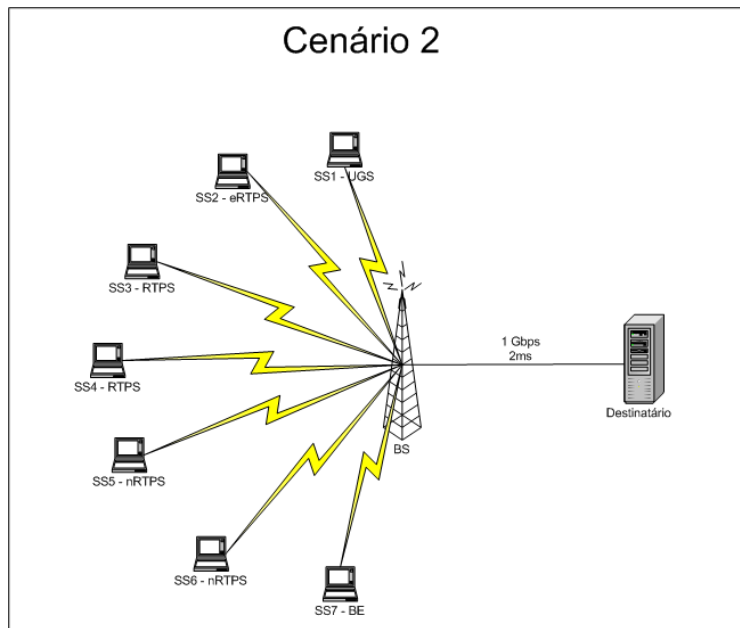 Cenário 2
SS1 - UGS
SS2 - eRTPS
SS3 - RTPS
SS4 - RTPS
SS5 - nRTPS
SS6 - nRTPS
SS7 - BE
BS
1 Gbps
2ms
Destinatário